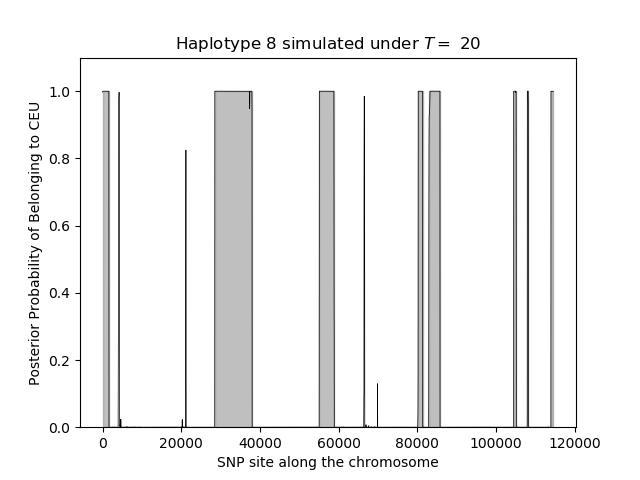 Haplotype 8 simulated under T = 20
Posterior Probability of Belonging to CEU
1.0
0.8
0.6
0.4
0.2
0.0
0 20000 40000 60000 80000 100000 120000
SNP site along the chromosome